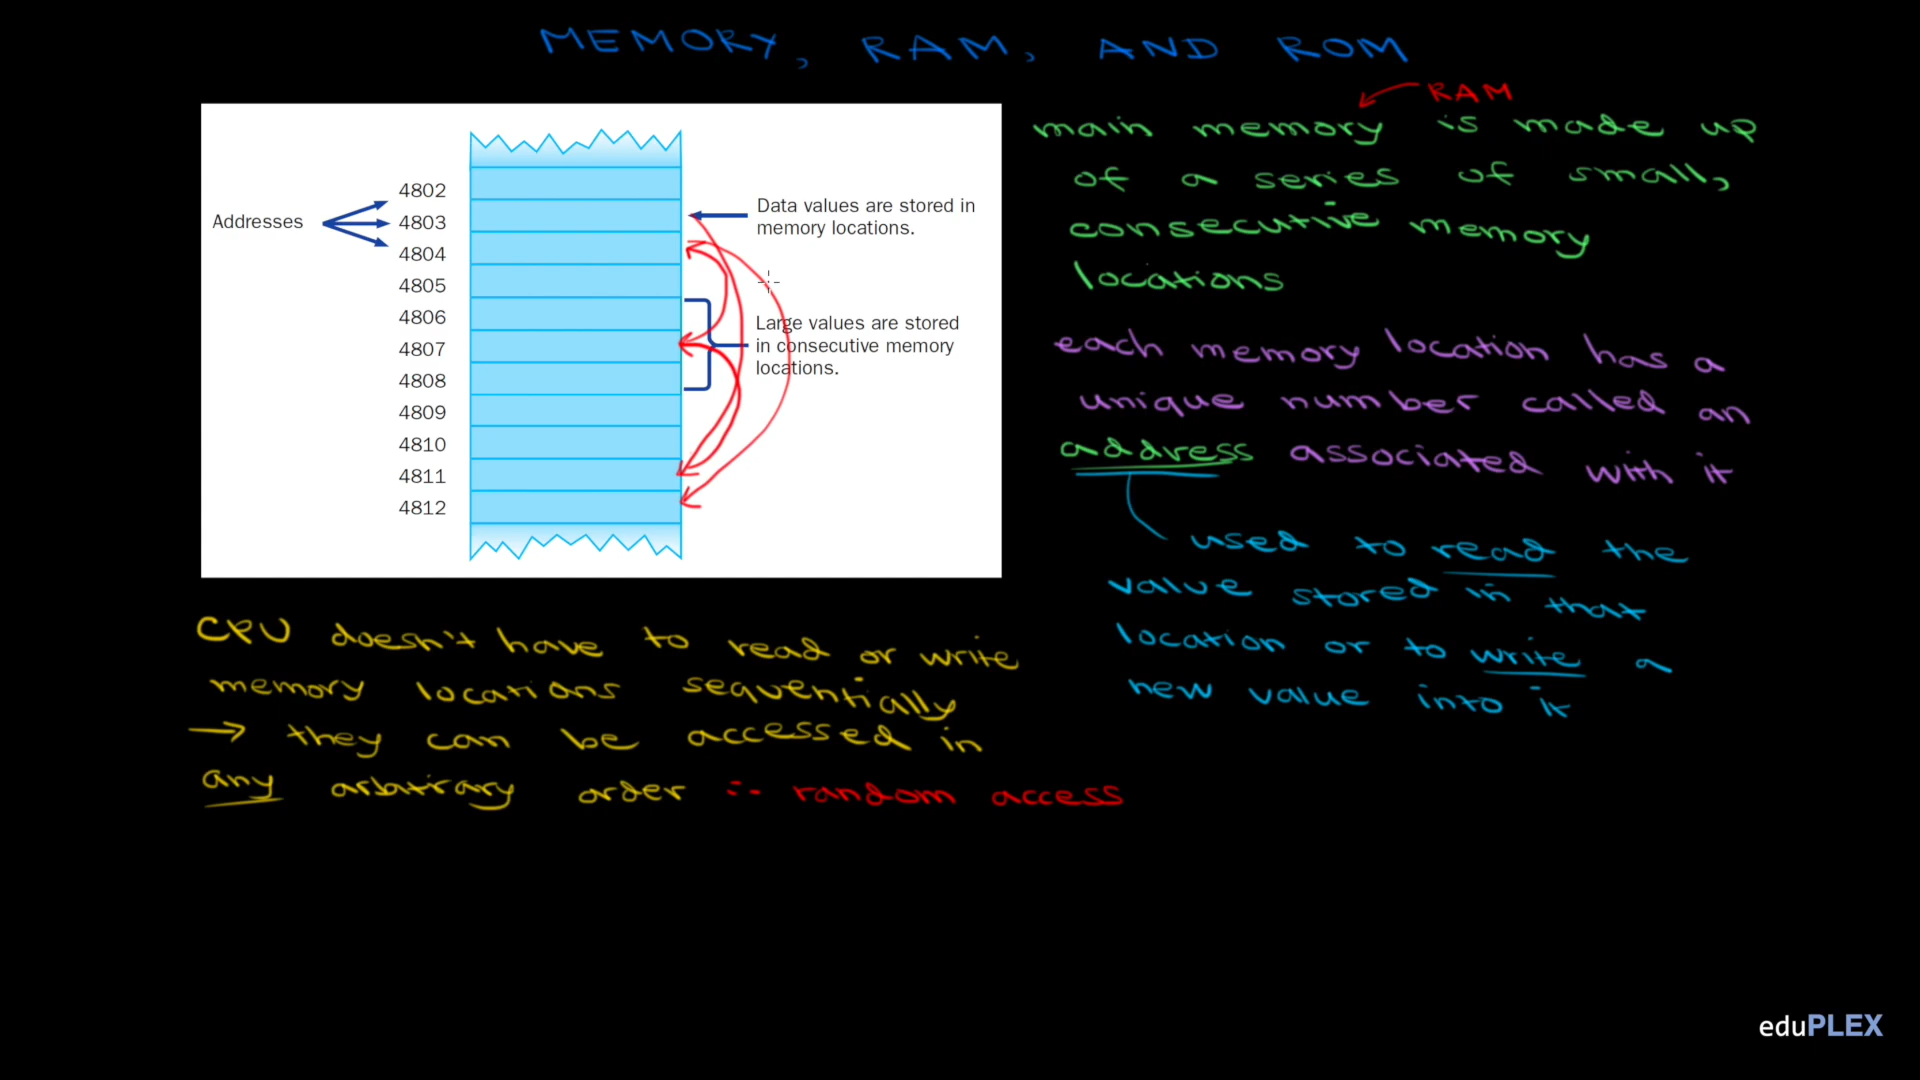 MEMORY, RAM, AND ROM
Addresses
4802
4803
4804
4805
4806
4807
4808
4809
4810
4811
4812
Data values are stored in
memory locations.
Large values are stored
in consecutive memory
locations.
RAM
main memory is made up
of a series of small,
consecutive memory
locations
each memory location has a
unique number called an
address associated with it
used to read the
value stored in that
location or to write a
new value into it
CPU doesn't have to read or write
memory locations sequentially
→ they can be accessed in
any arbitrary order ∴ random access
eduPLEX